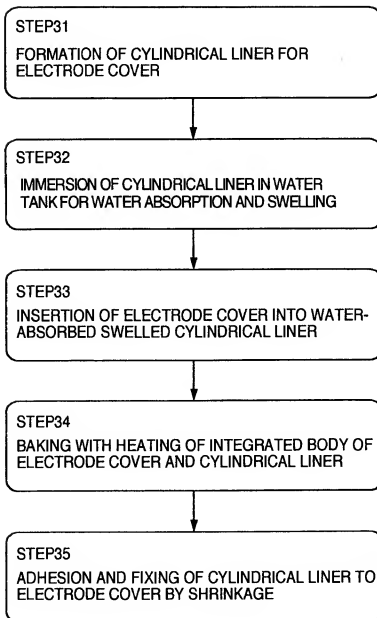 STEP31
FORMATION OF CYLINDRICAL LINER FOR
ELECTRODE COVER
STEP32
IMMERSION OF CYLINDRICAL LINER IN WATER
TANK FOR WATER ABSORPTION AND SWELLING
STEP33
INSERTION OF ELECTRODE COVER INTO WATER-
ABSORBED SWELLED CYLINDRICAL LINER
STEP34
BAKING WITH HEATING OF INTEGRATED BODY OF
ELECTRODE COVER AND CYLINDRICAL LINER
STEP35
ADHESION AND FIXING OF CYLINDRICAL LINER TO
ELECTRODE COVER BY SHRINKAGE